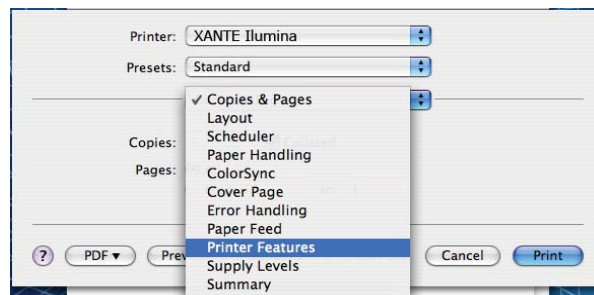 Printer: XANTE Ilumina
Presets: Standard
✓ Copies & Pages
Layout
Scheduler
Copies:
Paper Handling
Pages:
ColorSync
Cover Page
Error Handling
Paper Feed
Printer Features
? PDF▼ Prev Cancel Print
Supply Levels
Summary